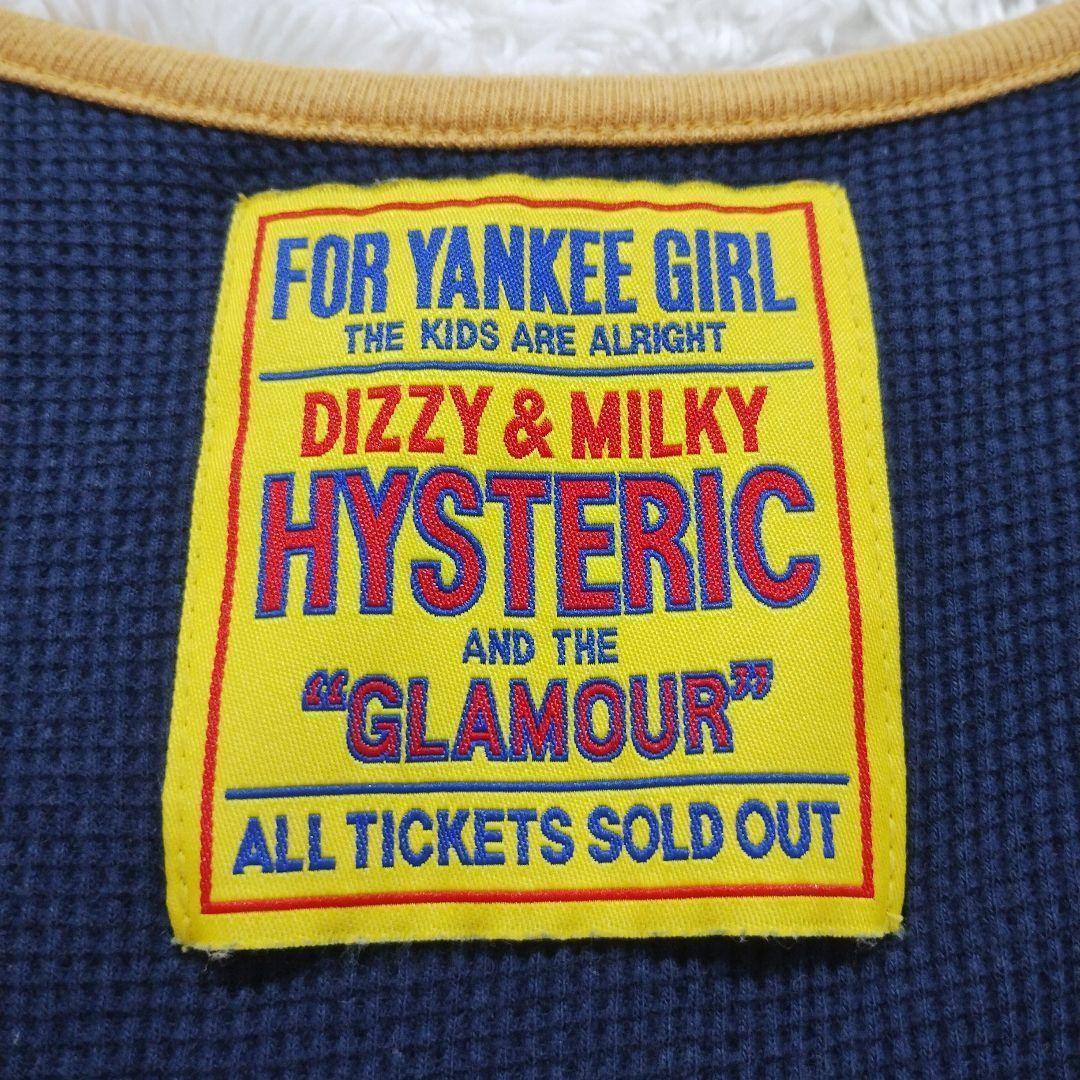 FOR YANKEE GIRL
THE KIDS ARE ALRIGHT
DIZZY & MILKY
HYSTERIC
AND THE
“GLAMOUR”
ALL TICKETS SOLD OUT